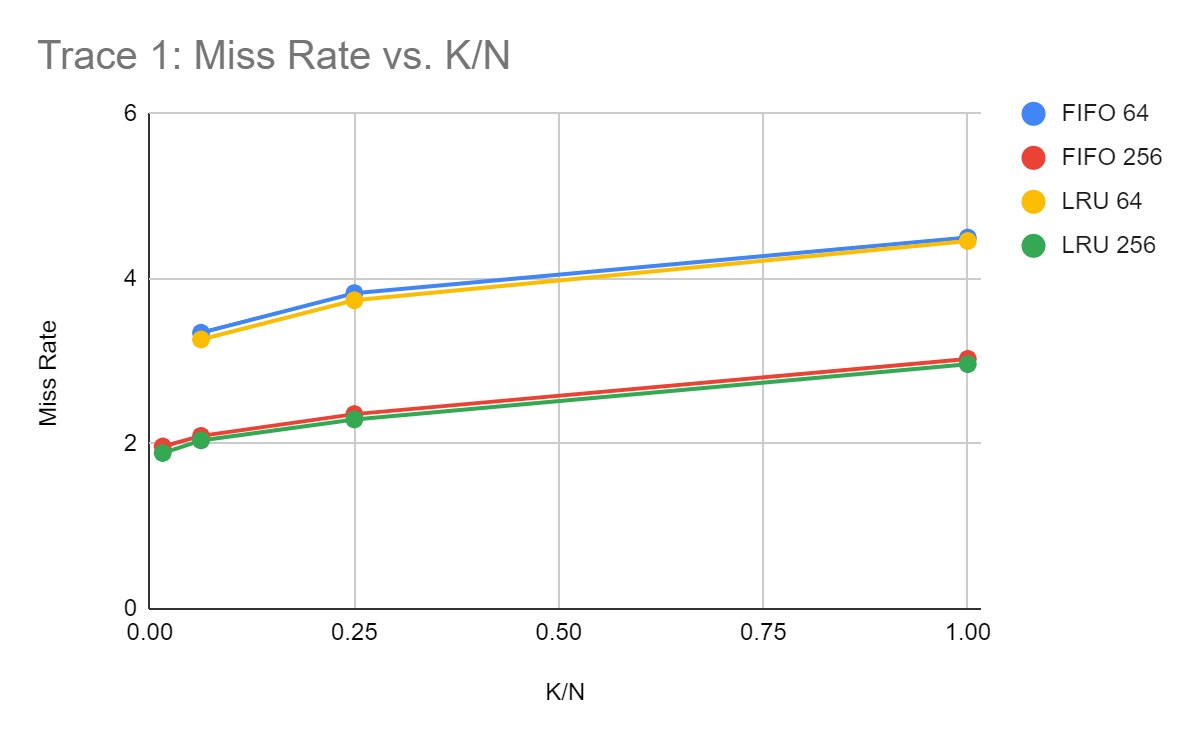 Trace 1: Miss Rate vs. K/N
FIFO 64
FIFO 256
LRU 64
LRU 256
6
4
2
0
Miss Rate
0.00
0.25
0.50
0.75
1.00
K/N